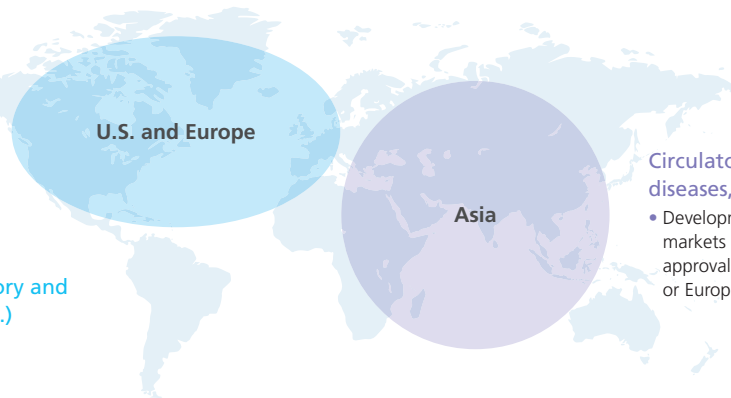 U.S. and Europe
Asia
Circulato
diseases,
• Developm
markets
approval
or Europ
ory and
.)